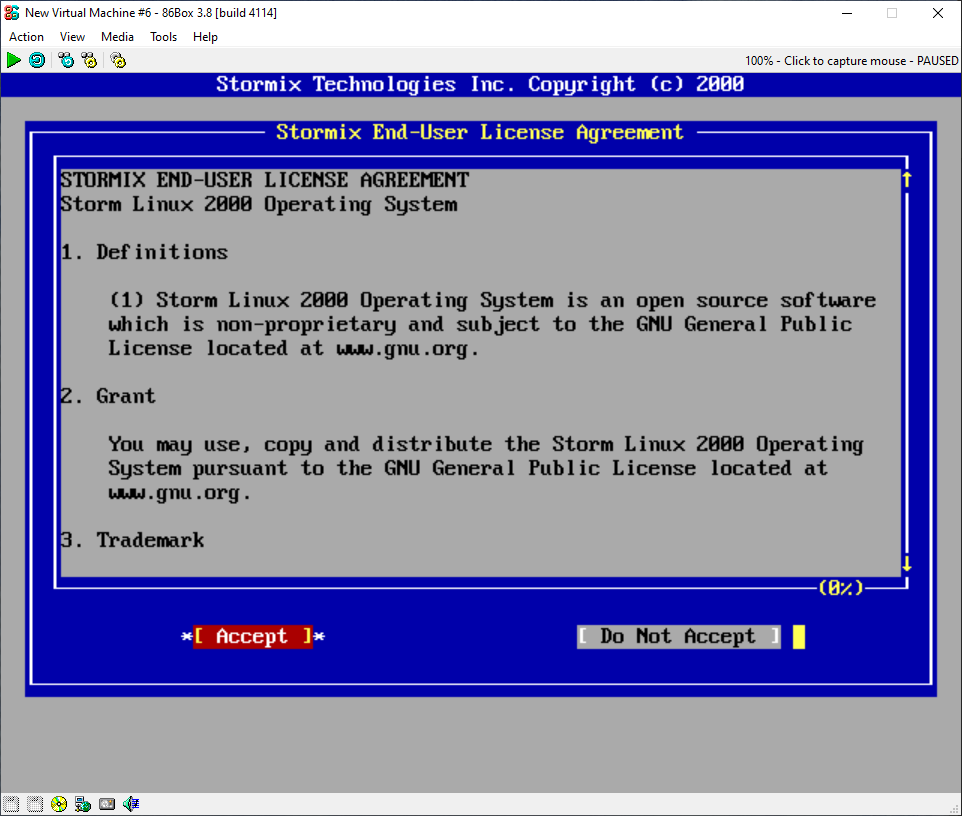 New Virtual Machine #6 - 86Box 3.8 [build 4114]
Action View Media Tools Help
100% - Click to capture mouse - PAUSED
Stormix Technologies Inc. Copyright (c) 2000
Stormix End-User License Agreement
STORMIX END-USER LICENSE AGREEMENT
Storm Linux 2000 Operating System
1. Definitions
(1) Storm Linux 2000 Operating System is an open source software
which is non-proprietary and subject to the GNU General Public
License located at www.gnu.org.
2. Grant
You may use, copy and distribute the Storm Linux 2000 Operating
System pursuant to the GNU General Public License located at
www.gnu.org.
3. Trademark
(0%)
*[ Accept ]* [ Do Not Accept ]